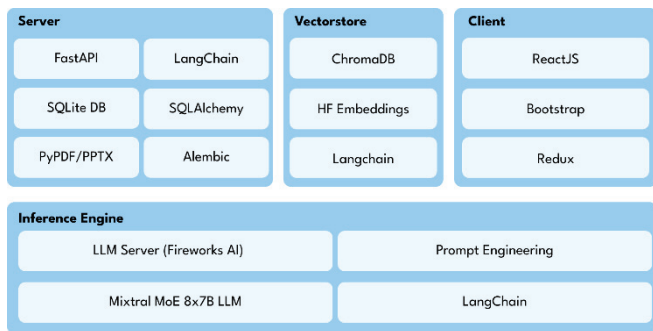 Server
FastAPI
LangChain
SQLite DB
SQLAlchemy
PyPDF/PPTX
Alembic
Vectorstore
ChromaDB
HF Embeddings
Langchain
Client
ReactJS
Bootstrap
Redux
Inference Engine
LLM Server (Fireworks AI)
Prompt Engineering
Mixtral MoE 8x7B LLM
LangChain